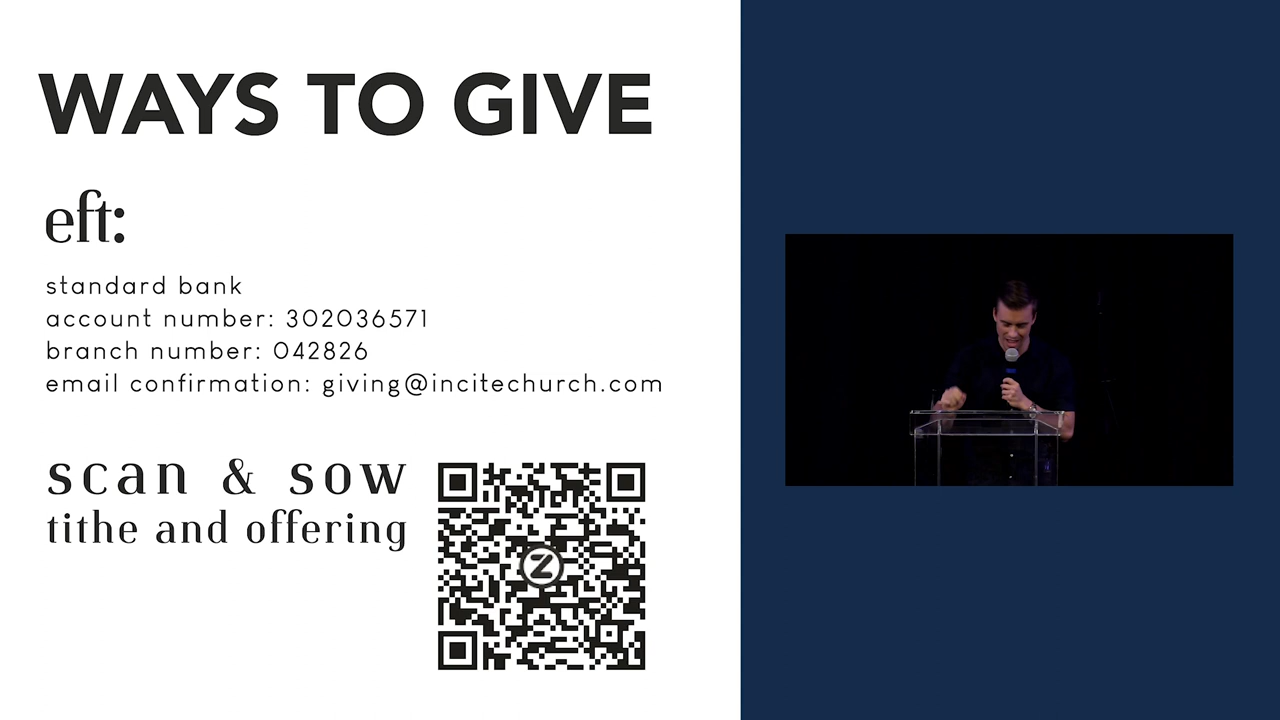 WAYS TO GIVE
eft:
standard bank
account number: 302036571
branch number: 042826
email confirmation: giving@incitechurch.com
scan & sow
tithe and offering
Z